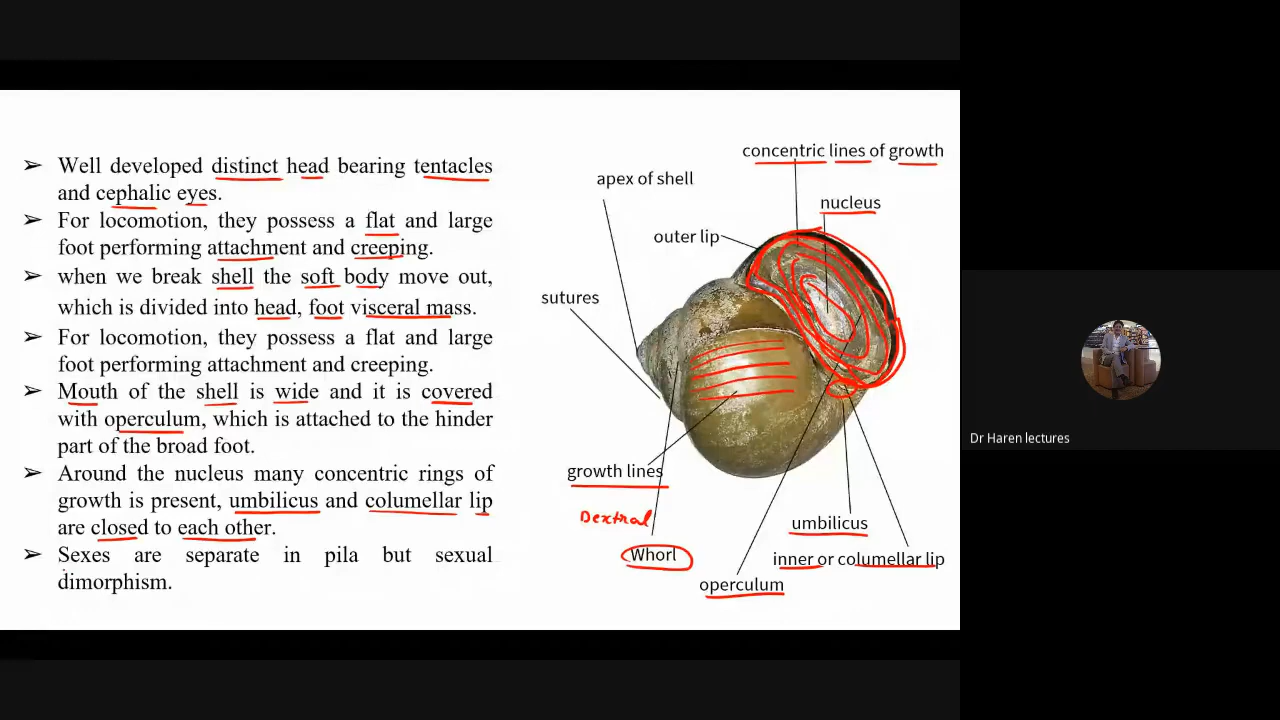 ➢ Well developed distinct head bearing tentacles
and cephalic eyes.
➢ For locomotion, they possess a flat and large
foot performing attachment and creeping.
➢ when we break shell the soft body move out,
which is divided into head, foot visceral mass.
➢ For locomotion, they possess a flat and large
foot performing attachment and creeping.
➢ Mouth of the shell is wide and it is covered
with operculum, which is attached to the hinder
part of the broad foot.
➢ Around the nucleus many concentric rings of
growth is present, umbilicus and columellar lip
are closed to each other.
➢ Sexes are separate in pila but sexual
dimorphism.
concentric lines of growth
apex of shell
nucleus
outer lip
sutures
growth lines
Dextral
Whorl
umbilicus
inner or columellar lip
operculum
Dr Haren lectures